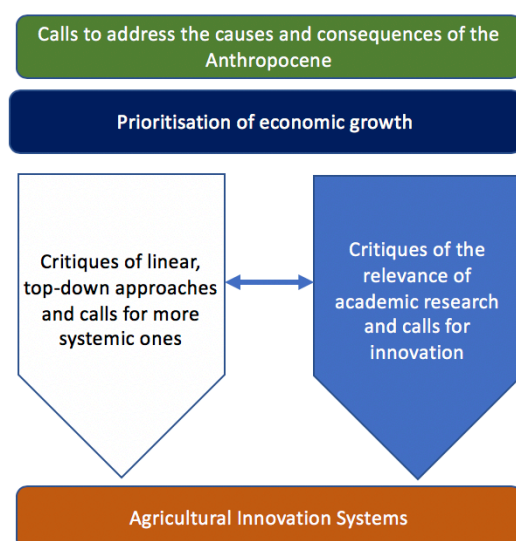 Calls to address the causes and consequences of the
Anthropocene
Prioritisation of economic growth
Critiques of linear,
top-down approaches
and calls for more
systemic ones
Critiques of the
relevance of
academic research
and calls for
innovation
Agricultural Innovation Systems